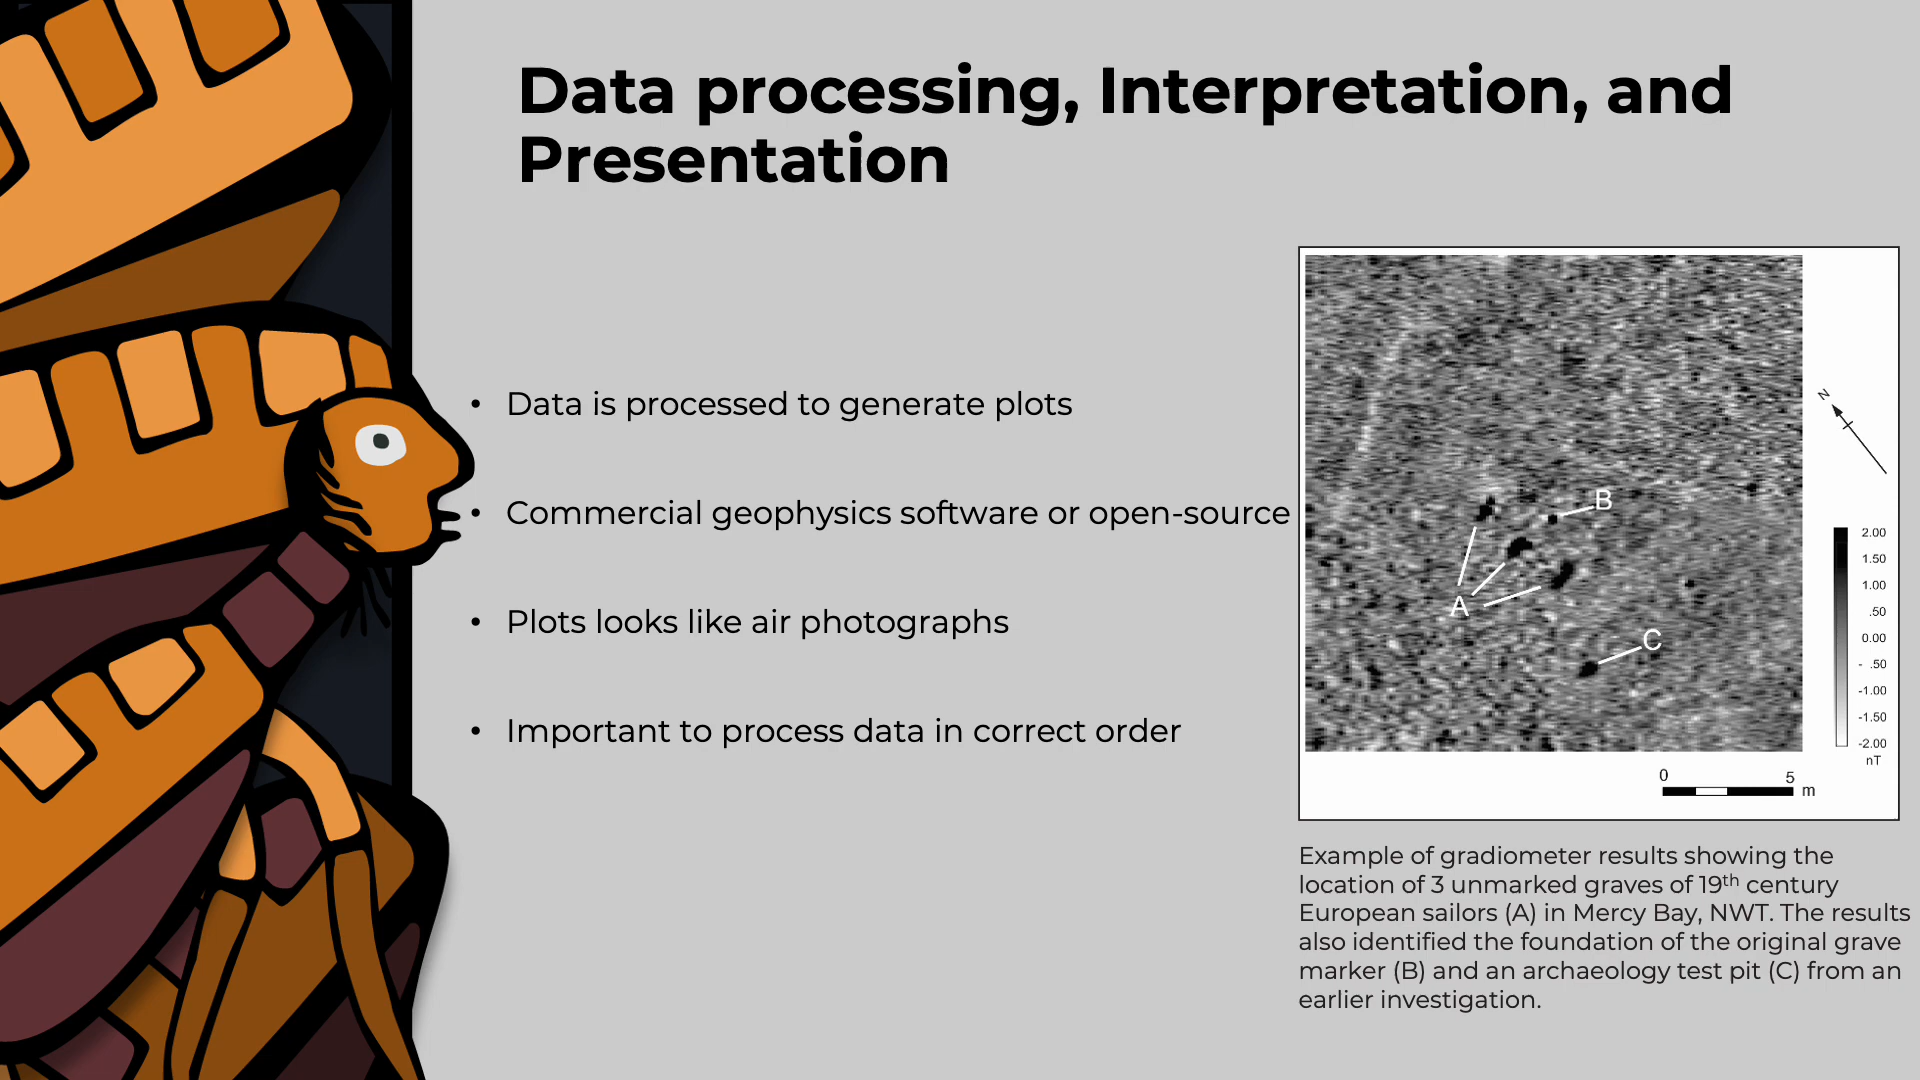 Data processing, Interpretation, and
Presentation
• Data is processed to generate plots
• Commercial geophysics software or open-source
• Plots looks like air photographs
• Important to process data in correct order
N
B
A
C
2.00
1.50
1.00
.50
0.00
- .50
-1.00
-1.50
-2.00
nT
0 5
m
Example of gradiometer results showing the
location of 3 unmarked graves of 19th century
European sailors (A) in Mercy Bay, NWT. The results
also identified the foundation of the original grave
marker (B) and an archaeology test pit (C) from an
earlier investigation.